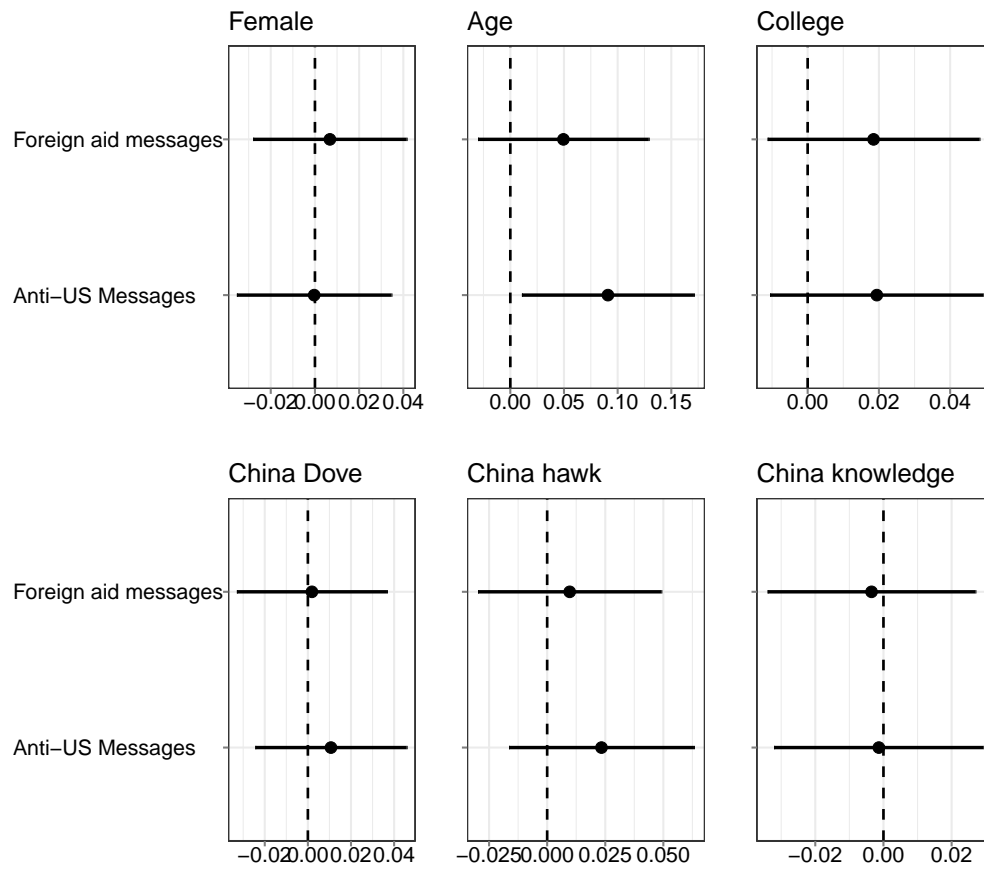 Female Age College
Foreign aid messages
Anti−US Messages
−0.02 0.00 0.02 0.04 0.00 0.05 0.10 0.15 0.00 0.02 0.04
China Dove China hawk China knowledge
Foreign aid messages
Anti−US Messages
−0.02 0.00 0.02 0.04 −0.025 0.000 0.025 0.050 −0.02 0.00 0.02